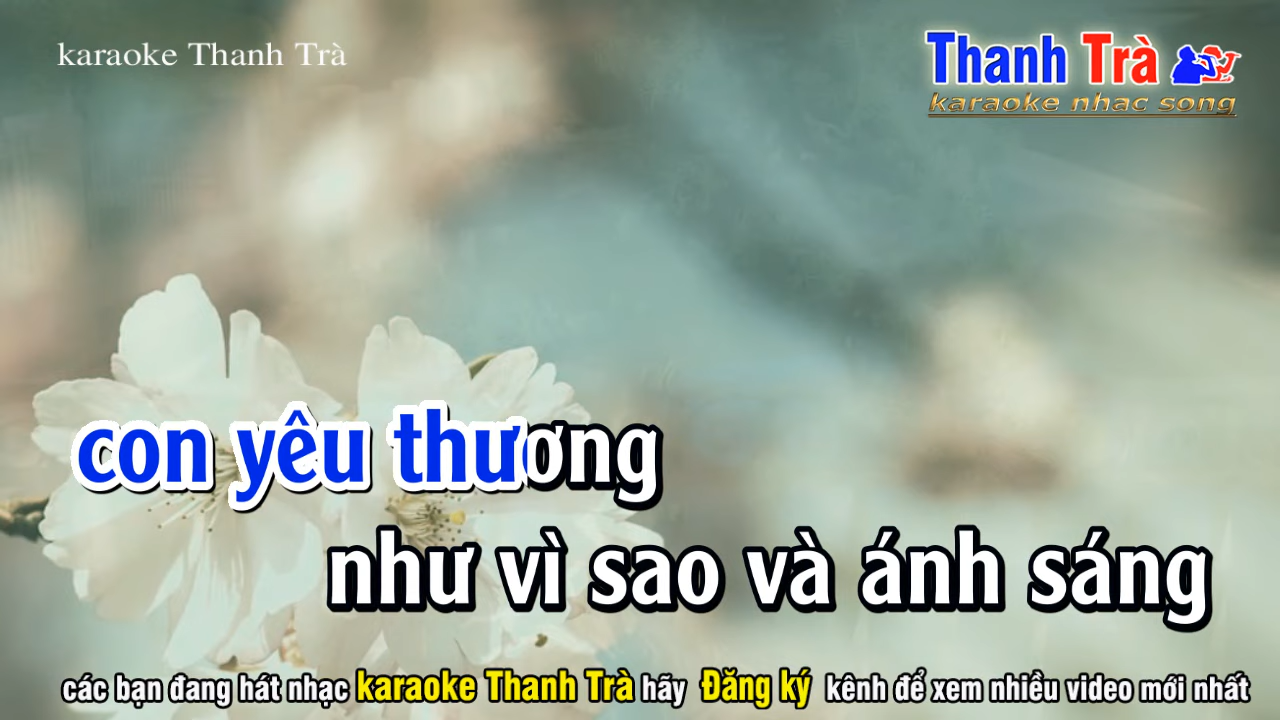 karaoke Thanh Trà
Thanh Trà
karaoke nhac song
con yêu thương
như vì sao và ánh sáng
các bạn đang hát nhạc karaoke Thanh Trà hãy Đăng ký kênh để xem nhiều video mới nhất